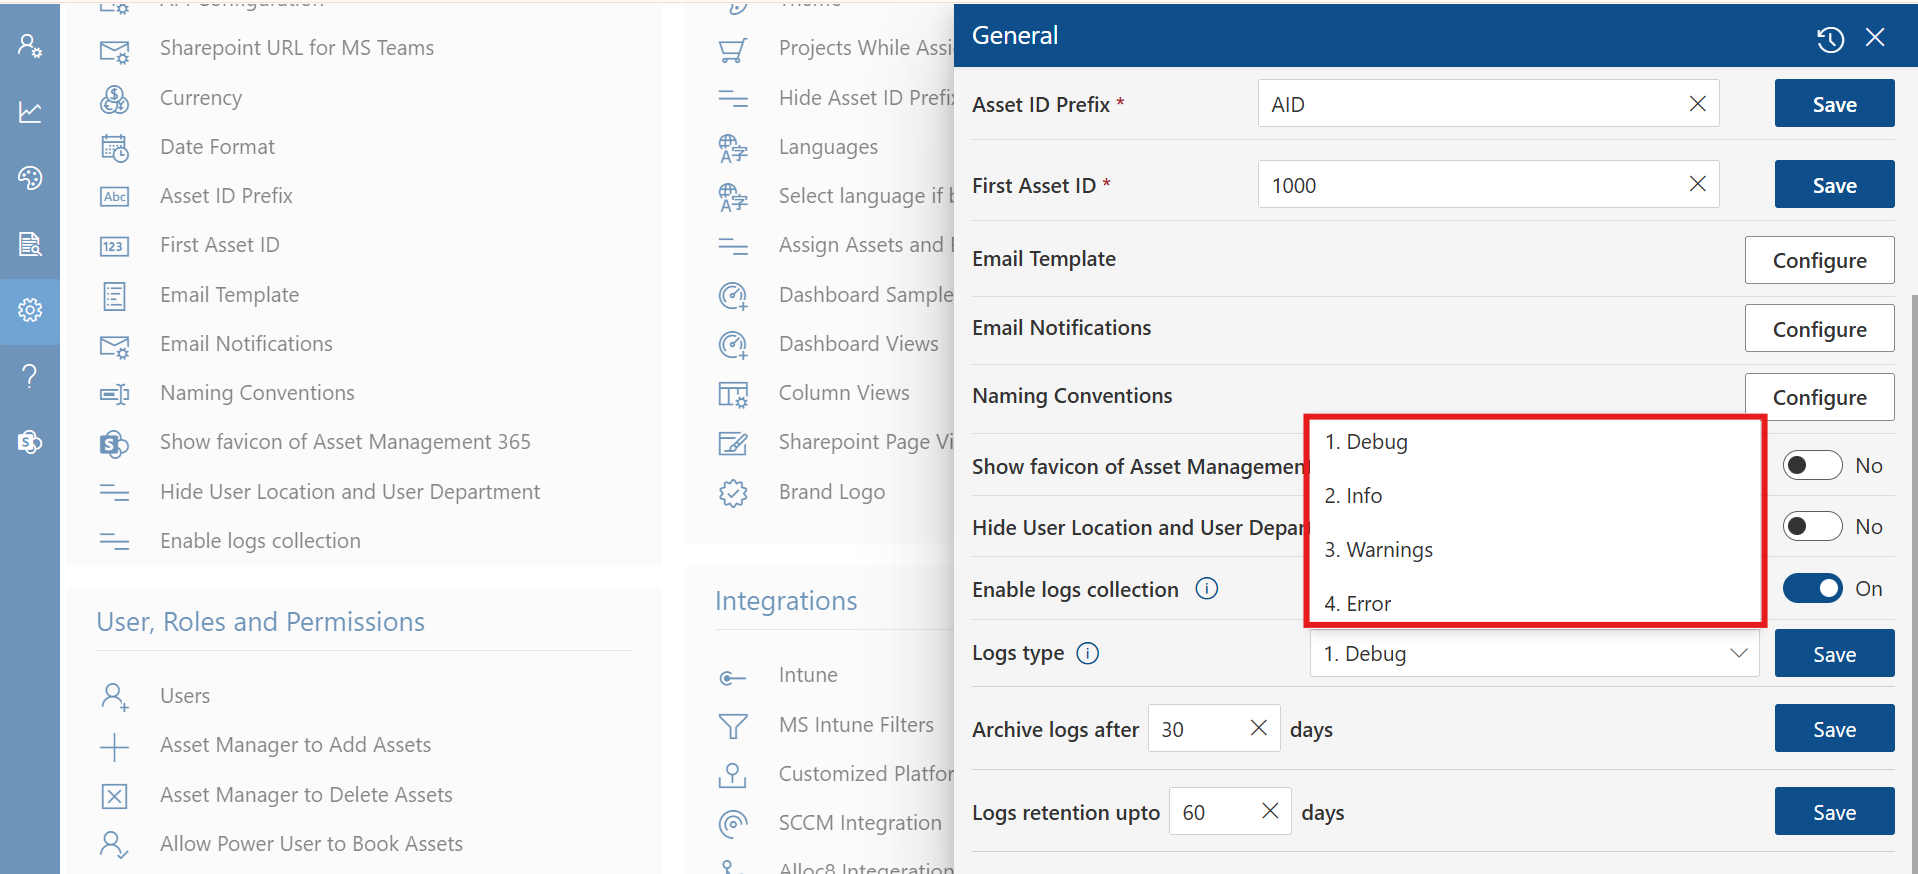 Sharepoint URL for MS Teams
Currency
Date Format
Abc
Asset ID Prefix
123
First Asset ID
Email Template
Email Notifications
Naming Conventions
Show favicon of Asset Management 365
Hide User Location and User Department
Enable logs collection
User, Roles and Permissions
Users
Asset Manager to Add Assets
Asset Manager to Delete Assets
Allow Power User to Book Assets
Projects While Assi
Hide Asset ID Prefi
Languages
Select language if
Assign Assets and
Dashboard Sample
Dashboard Views
Column Views
Sharepoint Page Vi
Brand Logo
Integrations
Intune
MS Intune Filters
Customized Platfor
SCCM Integration
General
Asset ID Prefix *
AID
Save
First Asset ID *
1000
Save
Email Template
Configure
Email Notifications
Configure
Naming Conventions
Configure
Show favicon of Asset Management
No
Hide User Location and User Depar
No
Enable logs collection
On
1. Debug
2. Info
3. Warnings
4. Error
Logs type
1. Debug
Save
Archive logs after
30
days
Save
Logs retention upto
60
days
Save